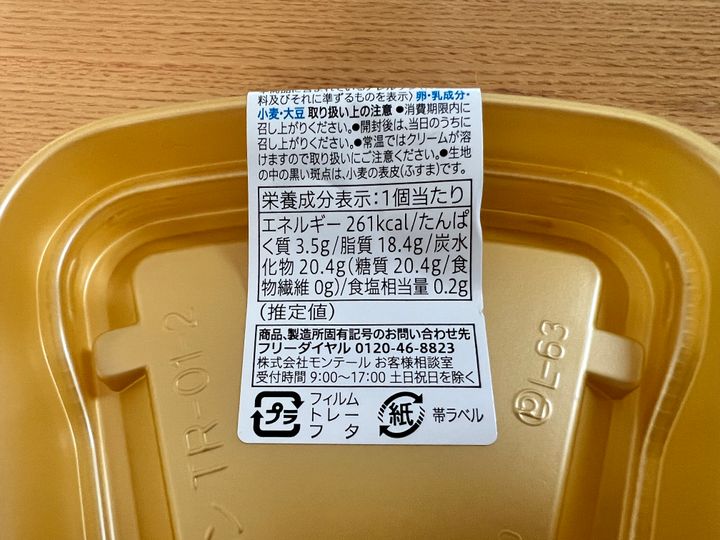 料及びそれに準ずるものを表示〉卵・乳成分・
小麦・大豆 取り扱い上の注意 ●消費期限内に
召し上がりください。●開封後は、当日のうちに
召し上がりください。●常温ではクリームが溶
けますので取り扱いにご注意ください。●生地
の中の黒い斑点は、小麦の表皮(ふすま)です。
栄養成分表示:1個当たり
エネルギー 261kcal/たんぱ
く質 3.5g/脂質 18.4g/炭水
化物 20.4g(糖質 20.4g/食
物繊維 0g)/食塩相当量 0.2g
(推定値)
商品、製造所固有記号のお問い合わせ先
フリーダイヤル 0120-46-8823
株式会社モンテール お客様相談室
受付時間 9:00〜17:00 土日祝日を除く
プラ
フィルム
トレー
フタ
紙
帯ラベル
TR-01-2
② L-63